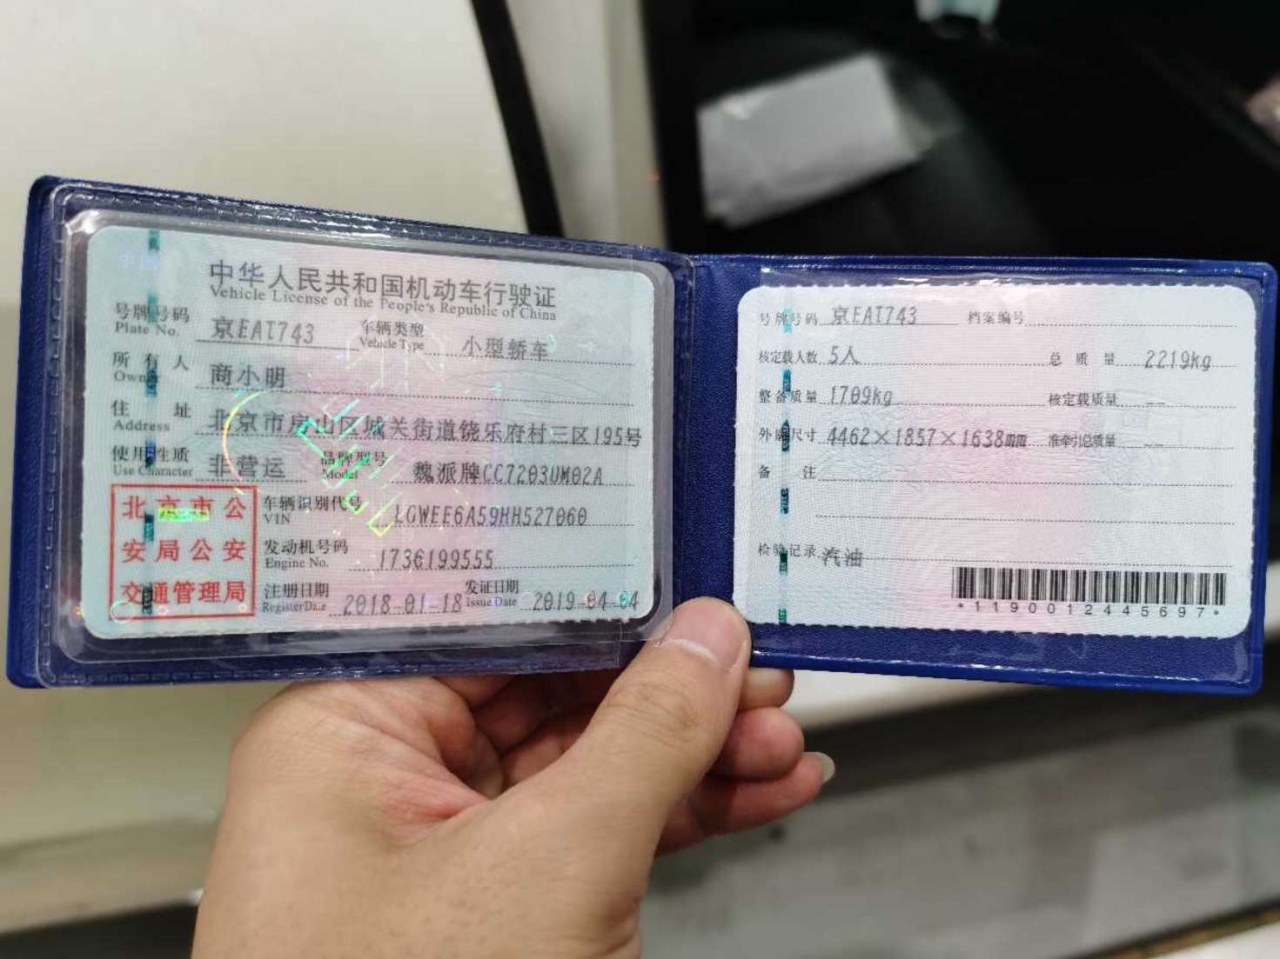 中华人民共和国机动车行驶证
Vehicle License of the People's Republic of China
号牌号码 京EAT743 车辆类型 小型轿车
Plate No. Vehicle Type
所有人 商小明
Owner
住址 北京市房山区城关街道饶乐府村三区195号
Address
使用性质 非营运 品牌型号 魏派牌CC7203UM02A
Use Character Model
北京市公安局公安交通管理局
车辆识别代号 LGWEE6A59HH527060
VIN
发动机号码 1736199555
Engine No.
注册日期 2018-01-18 发证日期 2019-04-04
Register Date Issue Date
号牌号码 京EAT743 档案编号
核定载人数 5人 总质量 2219kg
整备质量 1709kg 核定载质量 --
外廓尺寸 4462×1857×1638mm 准牵引总质量 --
备注
检验记录 汽油
*1190012445697*